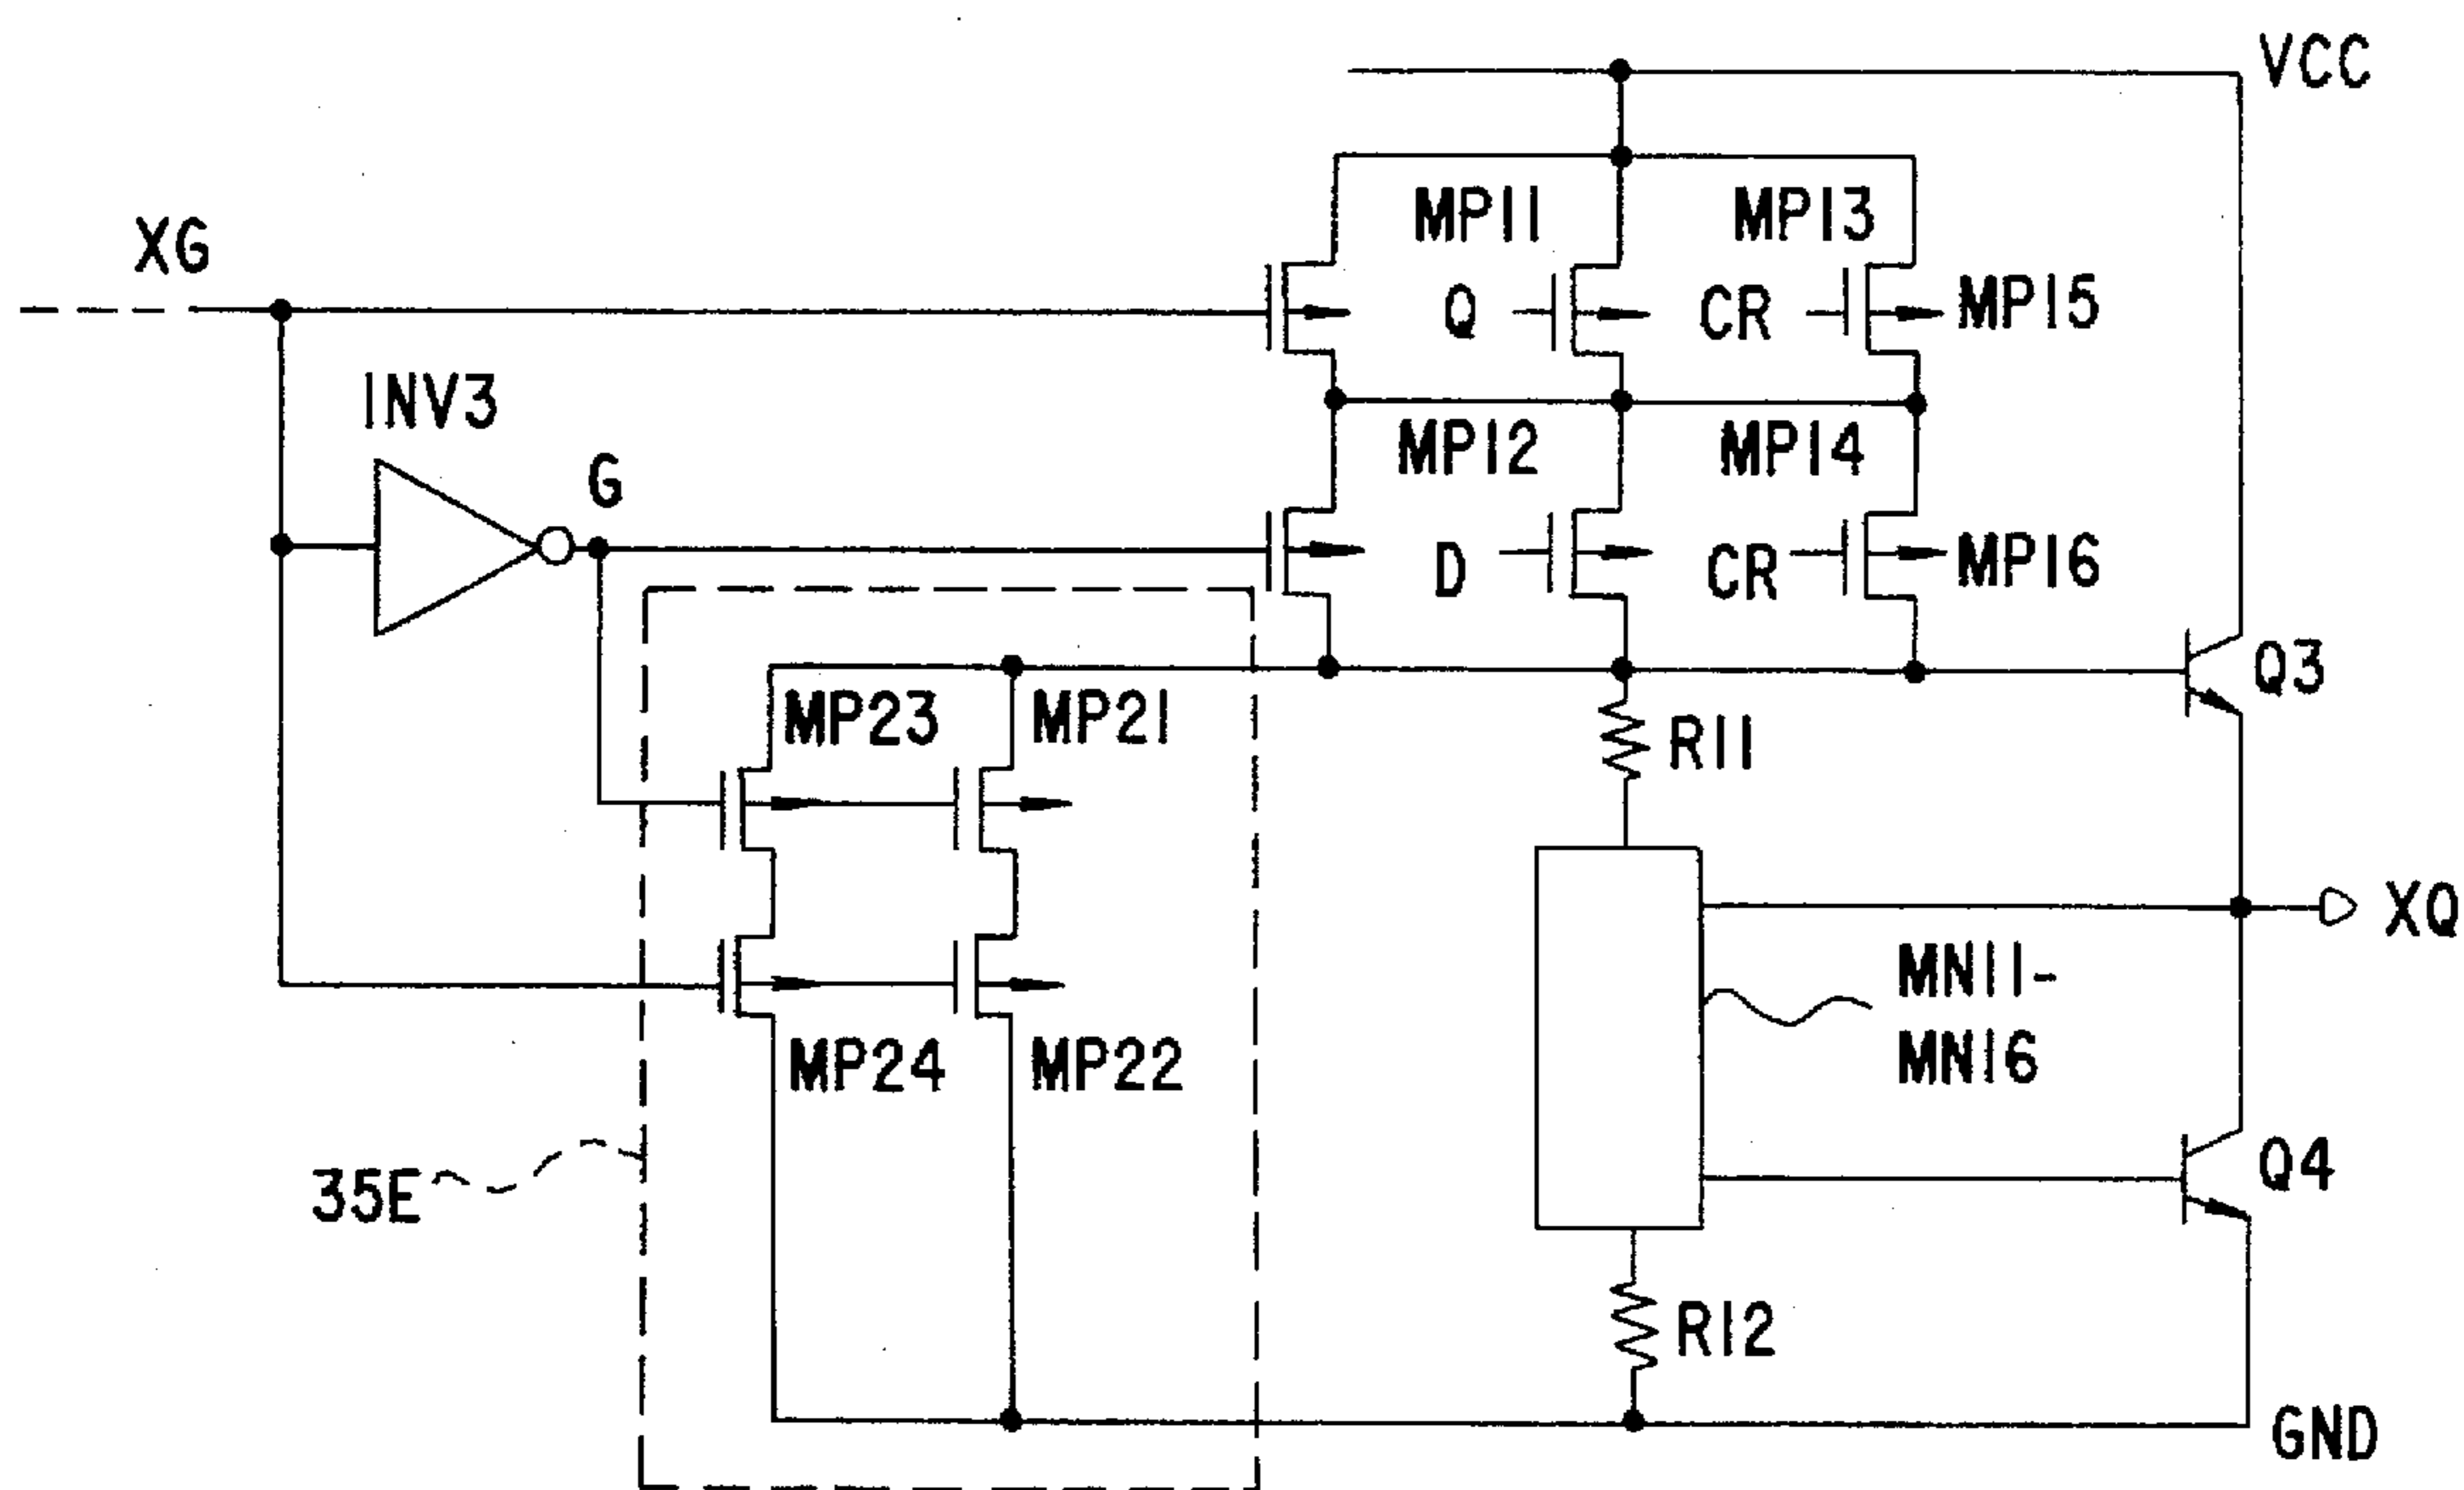 VCC
MP11
MP13
XG
Q
CR
MP15
INV3
MP12
MP14
G
D
CR
MP16
Q3
MP23
MP21
R11
XQ
MN11-
MN16
MP24
MP22
35E
Q4
R12
GND